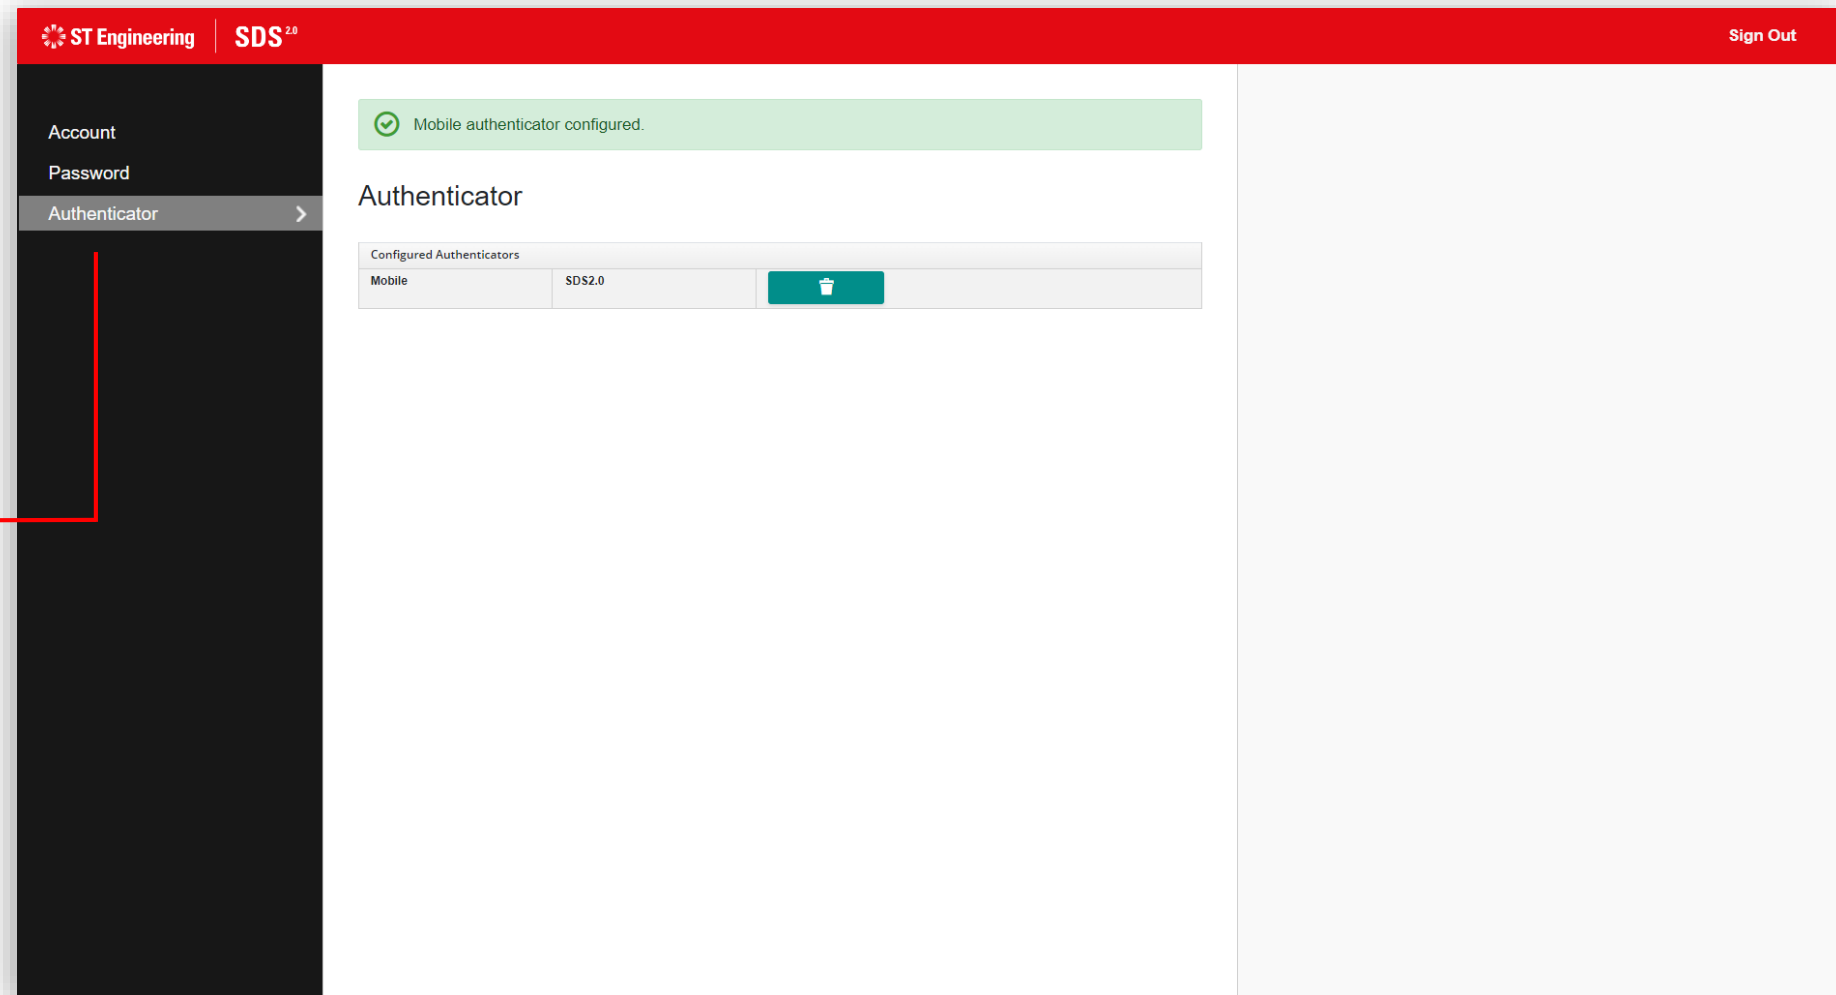 ST Engineering
SDS 2.0
Sign Out
Account
Password
Authenticator
Mobile authenticator configured.
Authenticator
Configured Authenticators
Mobile SDS2.0